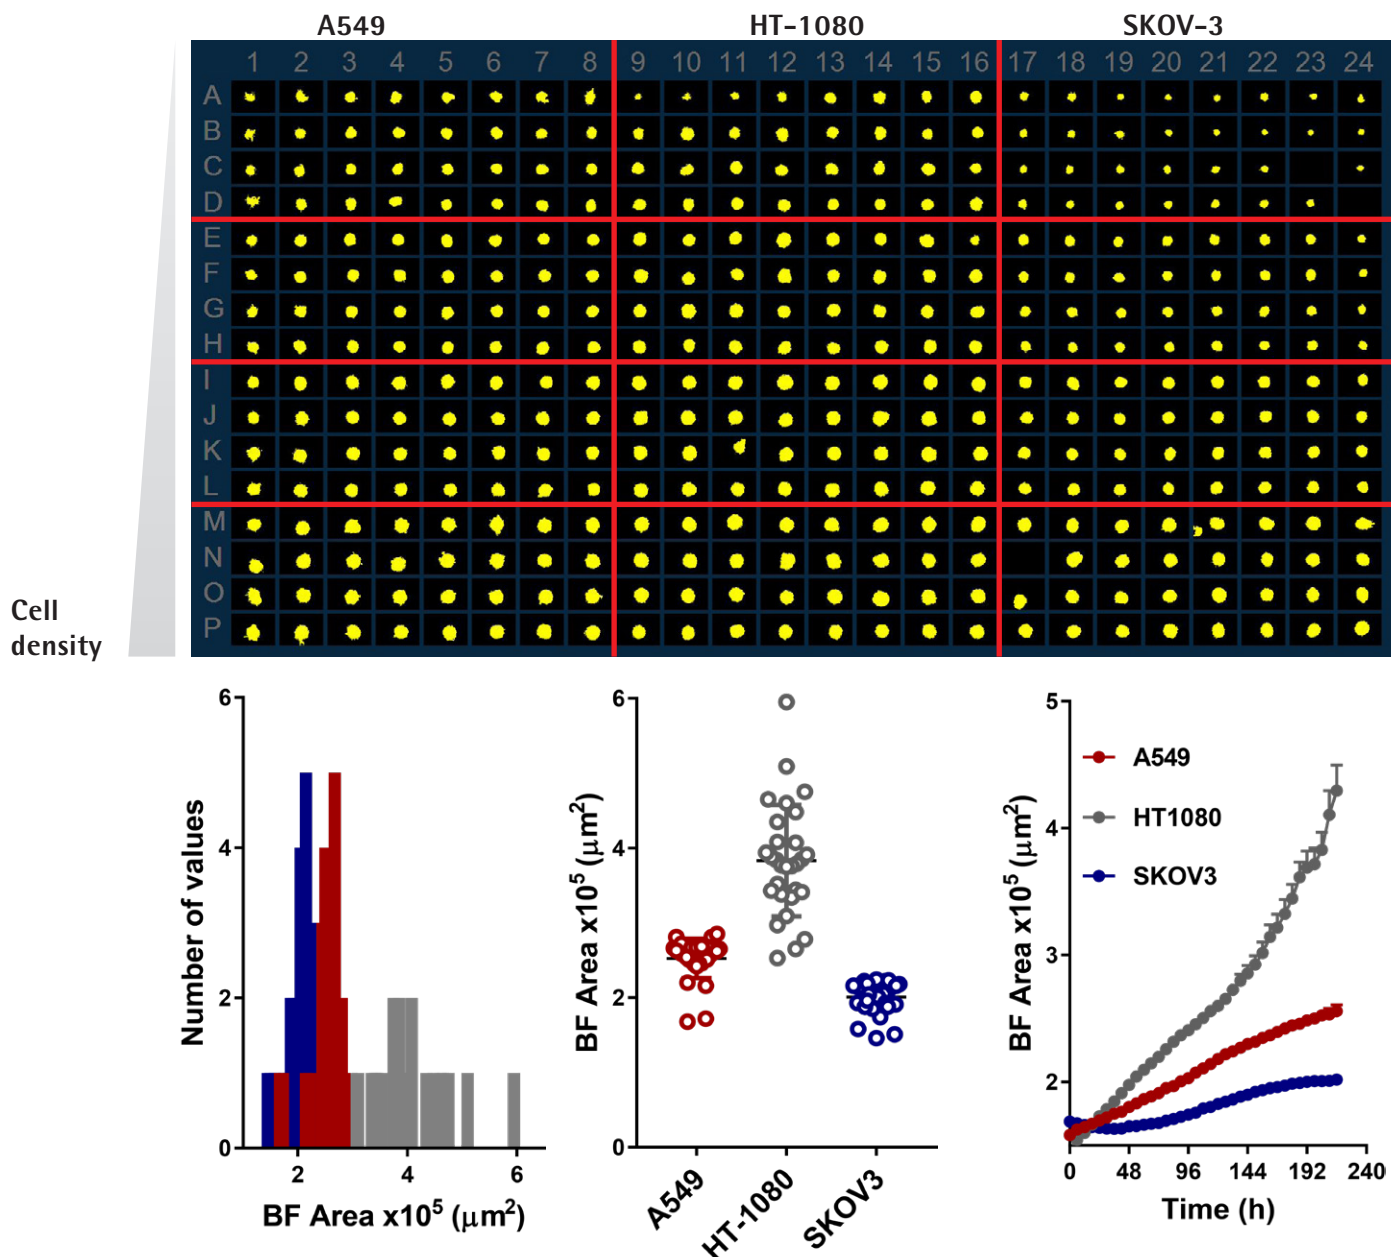 A549 HT-1080 SKOV-3
1 2 3 4 5 6 7 8 9 10 11 12 13 14 15 16 17 18 19 20 21 22 23 24
A
B
C
D
E
F
G
H
I
J
K
L
M
N
O
P
Cell
density
6
4
2
0
Number of values
2 4 6
BF Area x10⁵ (μm²)
6
4
2
0
BF Area x10⁵ (μm²)
A549
HT-1080
SKOV3
5
4
3
2
BF Area x10⁵ (μm²)
A549
HT1080
SKOV3
0 48 96 144 192 240
Time (h)